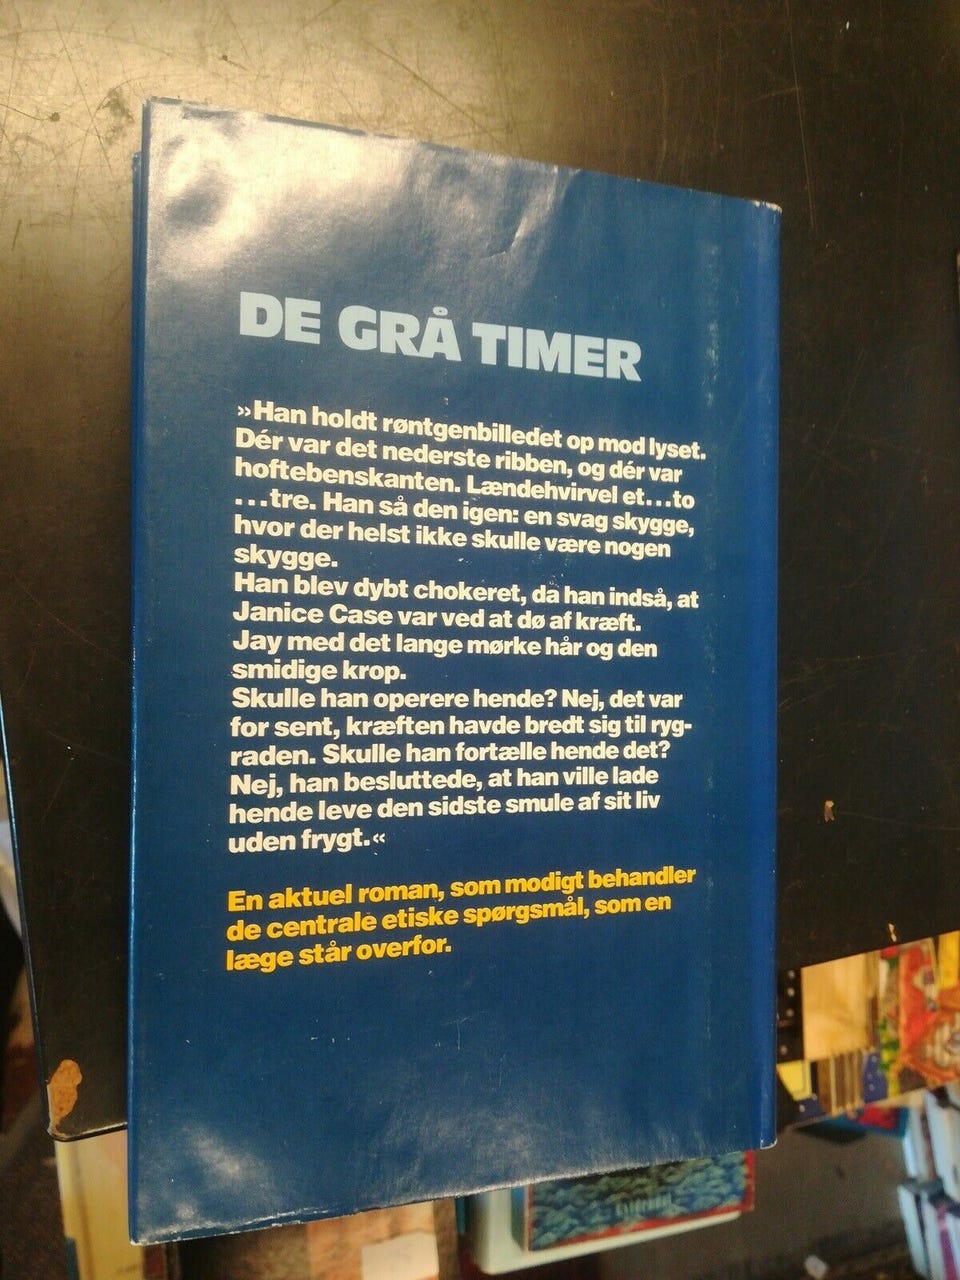 DE GRÅ TIMER
»Han holdt røntgenbilledet op mod lyset.
Dér var det nederste ribben, og dér var
hoftebenskanten. Lændehvirvel et...to
...tre. Han så den igen: en svag skygge,
hvor der helst ikke skulle være nogen
skygge.
Han blev dybt chokeret, da han indså, at
Janice Case var ved at dø af kræft.
Jay med det lange mørke hår og den
smidige krop.
Skulle han operere hende? Nej, det var
for sent, kræften havde bredt sig til ryg-
raden. Skulle han fortælle hende det?
Nej, han besluttede, at han ville lade
hende leve den sidste smule af sit liv
uden frygt.«
En aktuel roman, som modigt behandler
de centrale etiske spørgsmål, som en
læge står overfor.